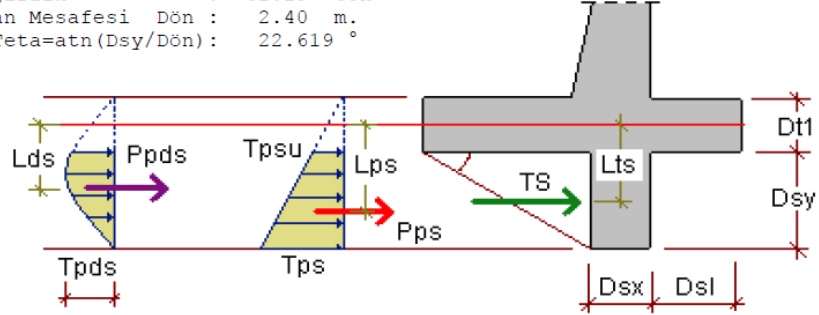 an Mesafesi Dön : 2.40 m.
Teta=atn(Dsy/Dön): 22.619 °
Dt1
Lds
Ppds
Tpsu
Lps
Lts
TS
Dsy
Pps
Tpds
Tps
Dsx
Dsl